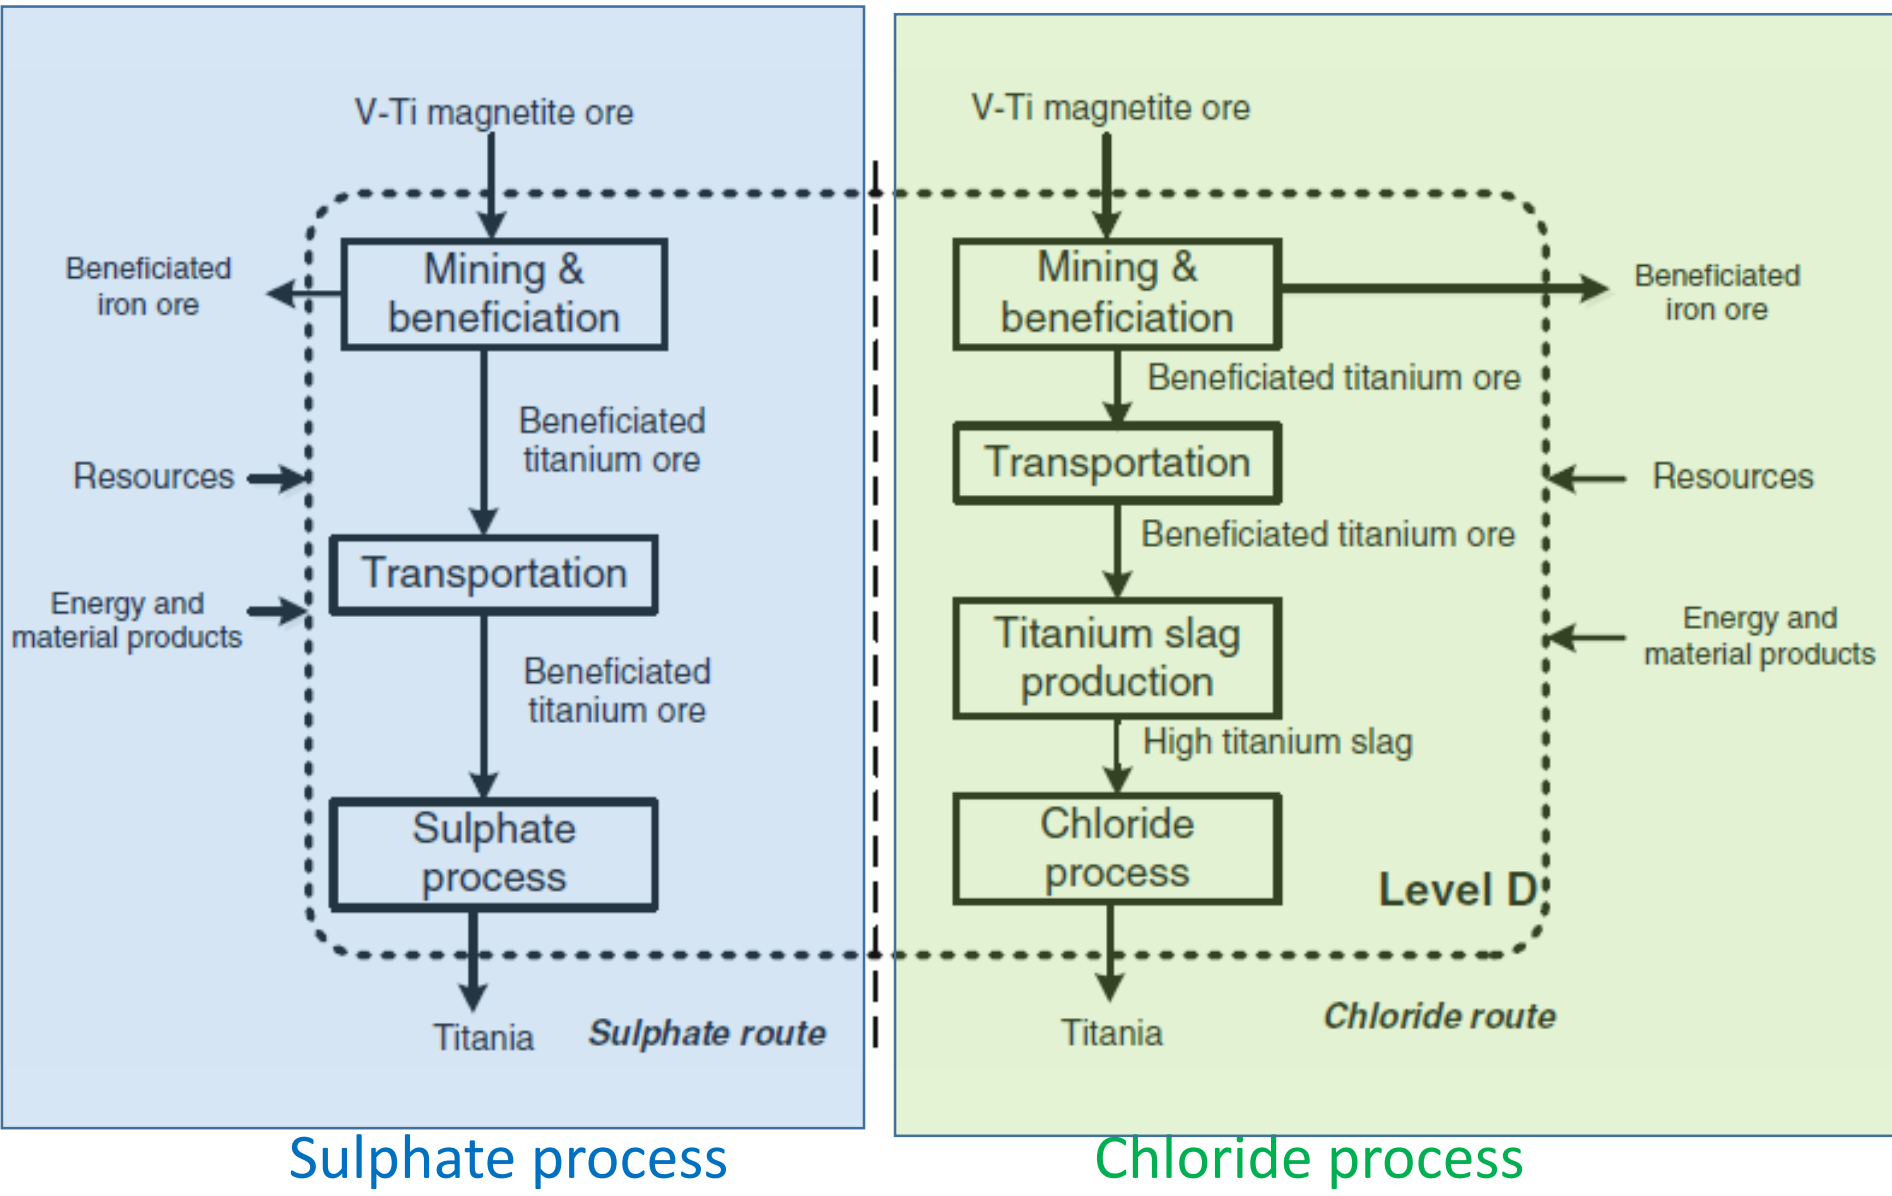 V-Ti magnetite ore
Mining &
beneficiation
Beneficiated
iron ore
Beneficiated
titanium ore
Resources
Transportation
Energy and
material products
Beneficiated
titanium ore
Sulphate
process
Titania
Sulphate route
Sulphate process
V-Ti magnetite ore
Mining &
beneficiation
Beneficiated
iron ore
Beneficiated titanium ore
Transportation
Resources
Beneficiated titanium ore
Titanium slag
production
Energy and
material products
High titanium slag
Chloride
process
Level D
Titania
Chloride route
Chloride process